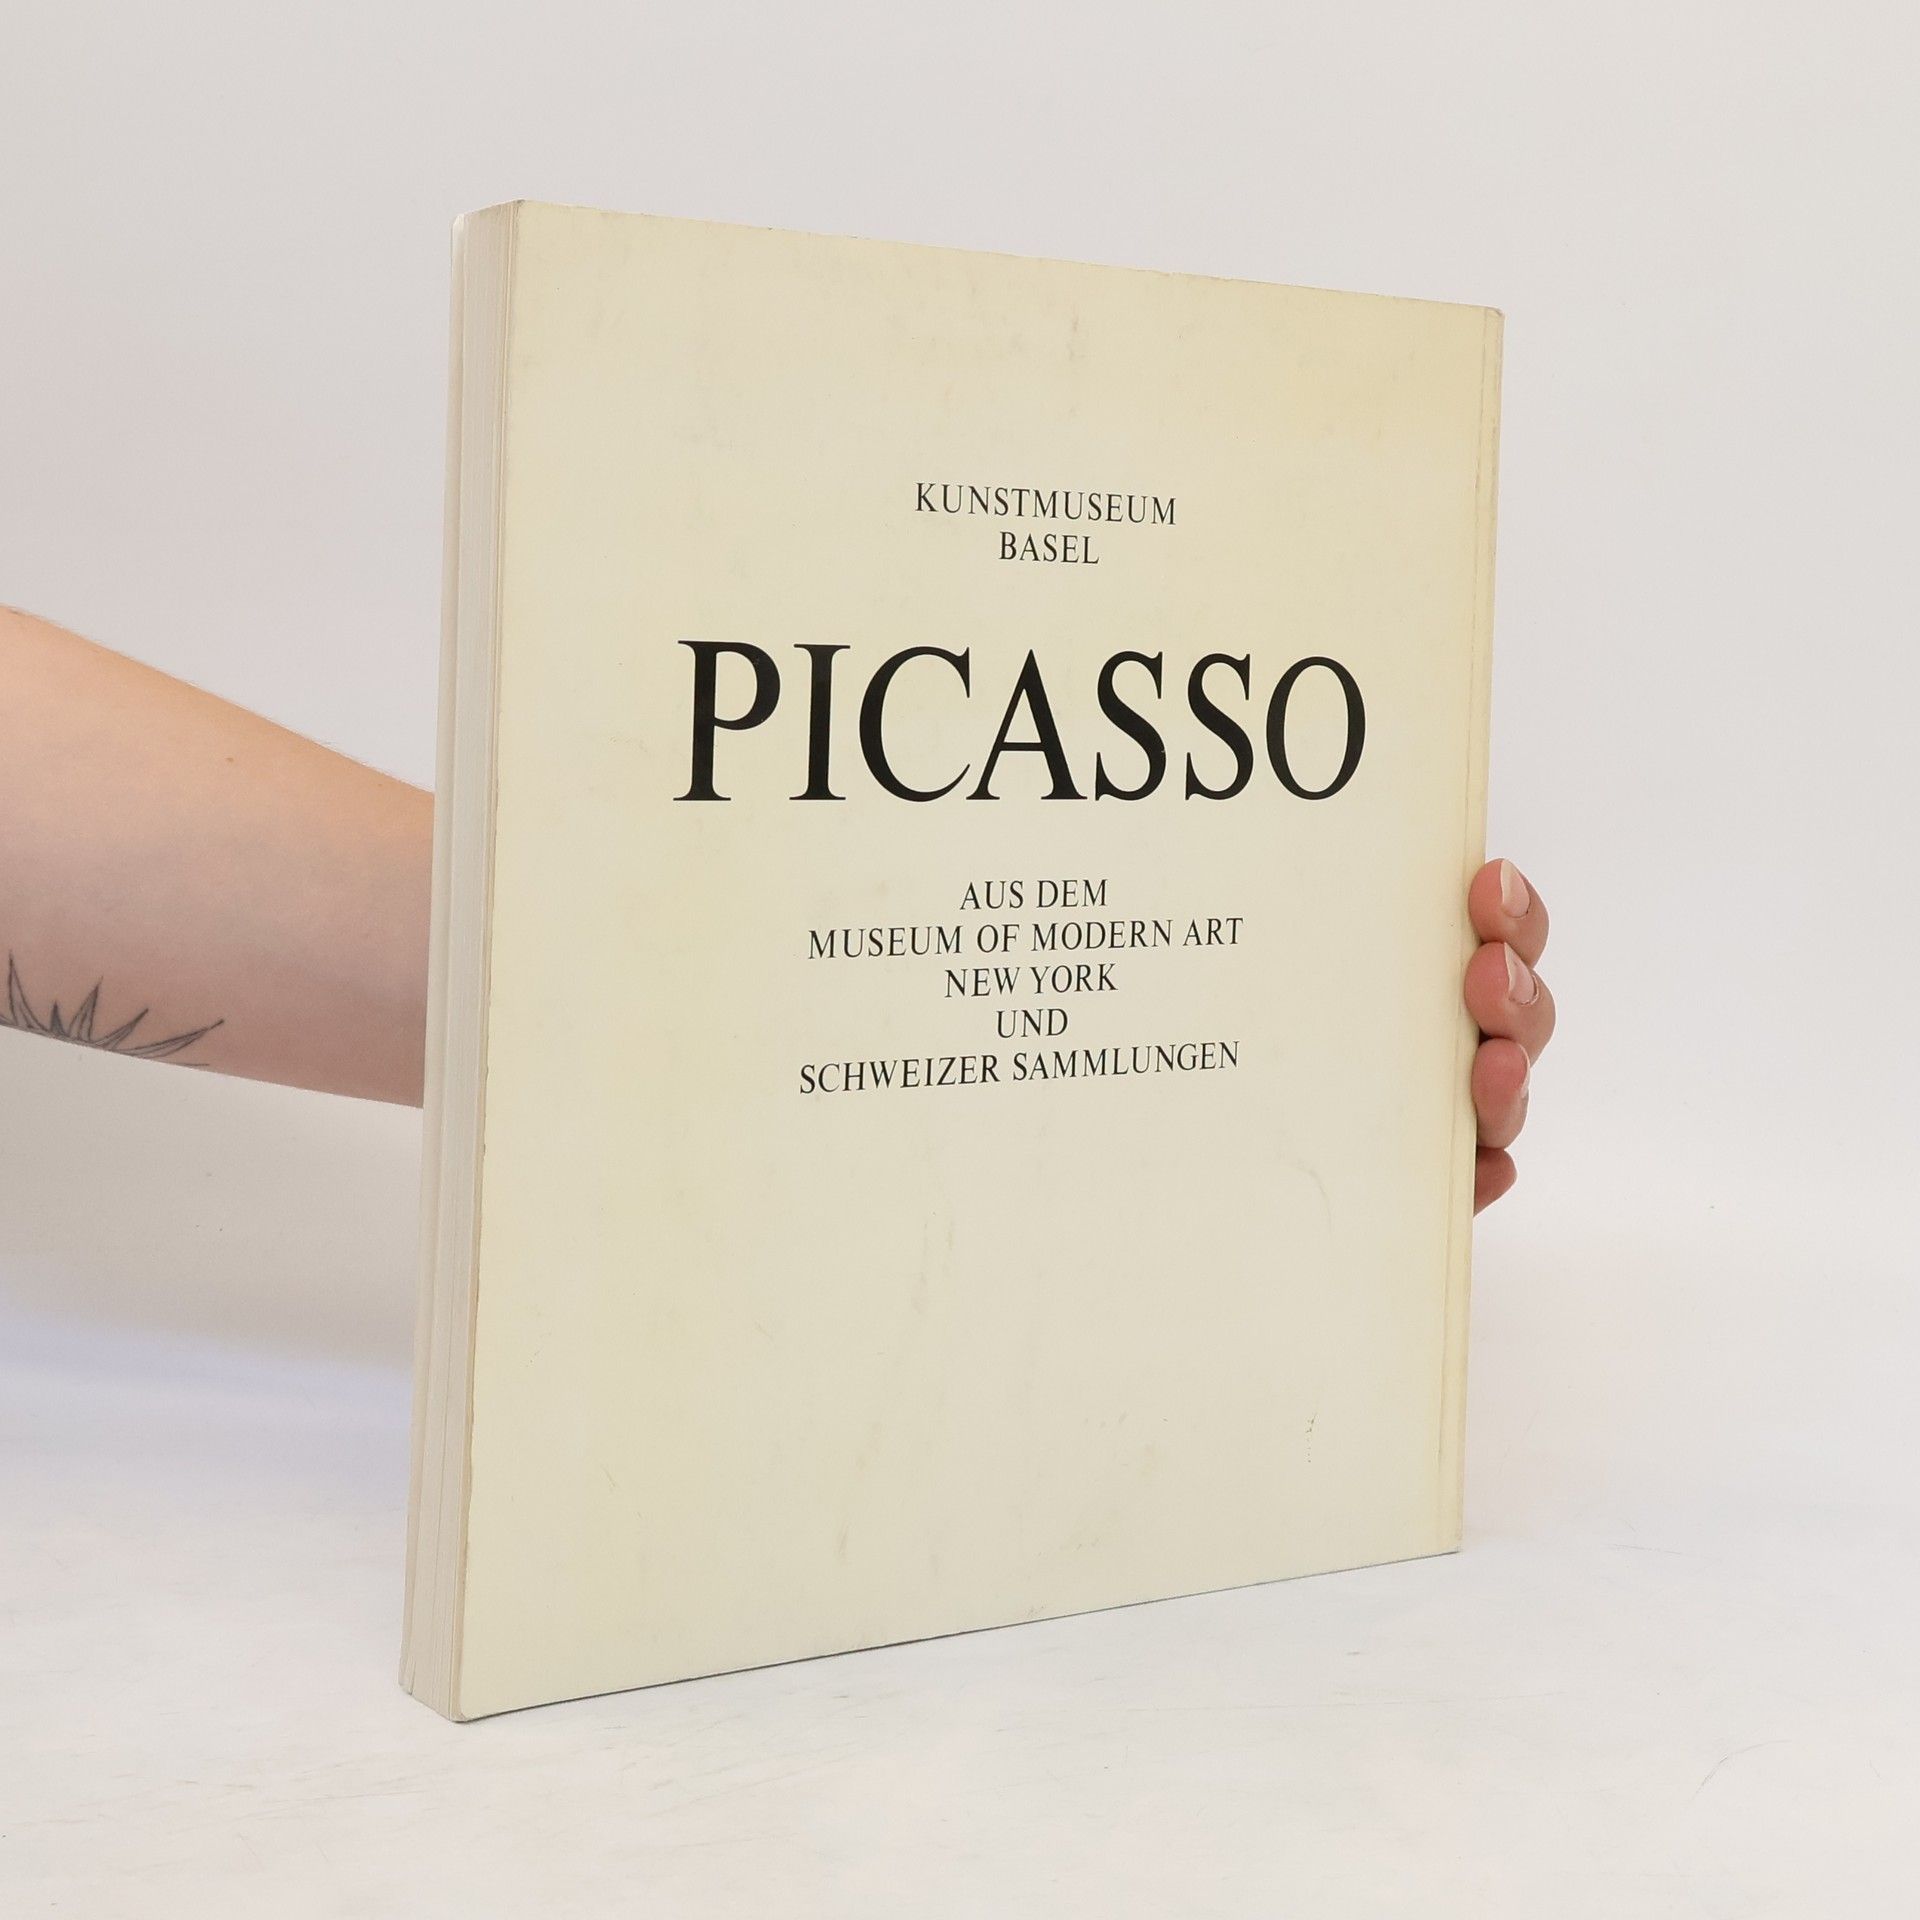 KUNSTMUSEUM
BASEL
PICASSO
AUS DEM
MUSEUM OF MODERN ART
NEW YORK
UND
SCHWEIZER SAMMLUNGEN